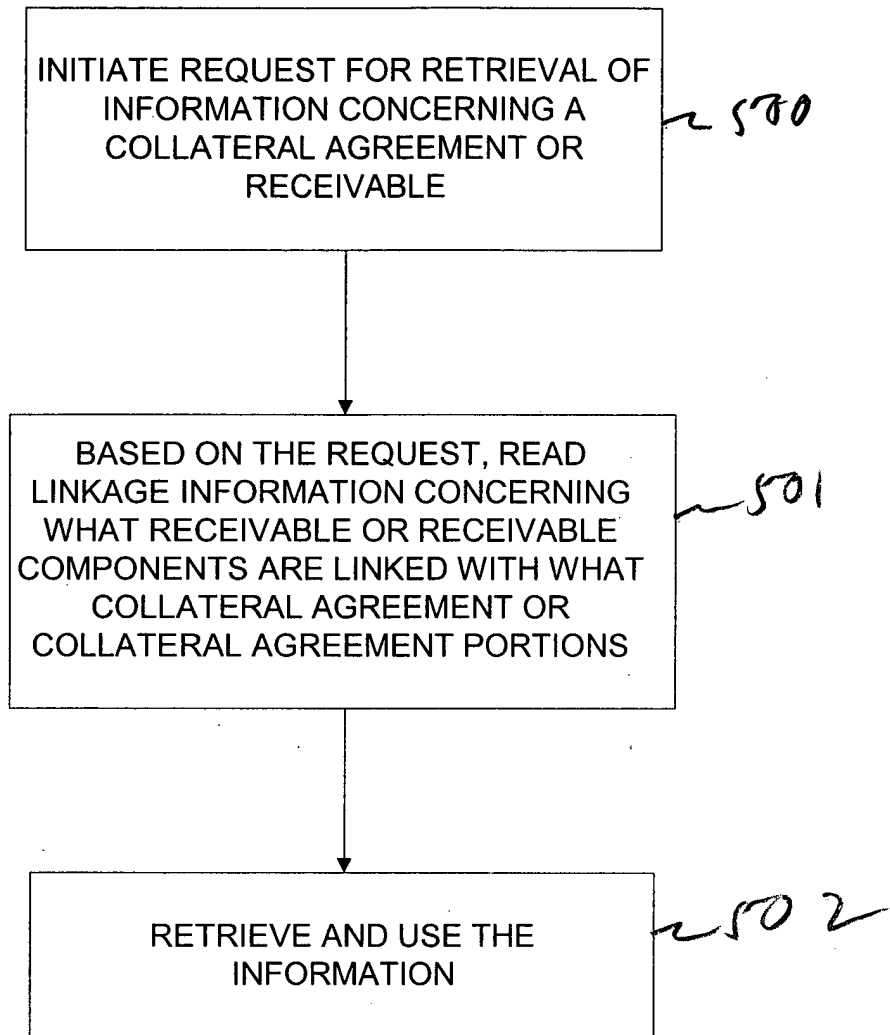 INITIATE REQUEST FOR RETRIEVAL OF
INFORMATION CONCERNING A
COLLATERAL AGREEMENT OR
RECEIVABLE
500
BASED ON THE REQUEST, READ
LINKAGE INFORMATION CONCERNING
WHAT RECEIVABLE OR RECEIVABLE
COMPONENTS ARE LINKED WITH WHAT
COLLATERAL AGREEMENT OR
COLLATERAL AGREEMENT PORTIONS
501
RETRIEVE AND USE THE
INFORMATION
502